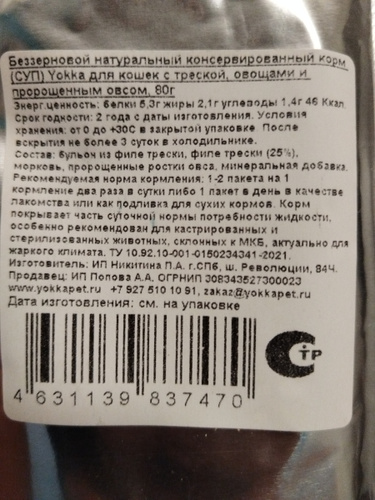 Беззерновой натуральный консервированный корм
(СУП) Yokka для кошек с треской, овощами и
пророщенным овсом, 80г
Энерг.ценность: белки 5,3г жиры 2,1г углеводы 1,4г 46 Ккал
Срок годности: 2 года с даты изготовления. Условия
хранения: от 0 до +30С в закрытой упаковке После
вскрытия не более 3 суток в холодильнике.
Состав: бульон из филе трески, филе трески (25%),
морковь, пророщенные ростки овса, минеральная добавка.
Рекомендуемая норма кормления: 1-2 пакета на 1
кормление два раза в сутки либо 1 пакет в день в качестве
лакомства или как подливка для сухих кормов. Корм
покрывает часть суточной нормы потребности жидкости,
особенно рекомендован для кастрированных и
стерилизованных животных, склонных к МКБ, актуально для
жаркого климата. ТУ 10.92.10-001-0150234341-2021.
Изготовитель: ИП Никитина П.А. г.СПб, ш. Революции, 84Ч.
Продавец: ИП Попова А.А. ОГРНИП 308343527300023
www.yokkapet.ru +7 927 510 10 91, zakaz@yokkapet.ru
Дата изготовления: см. на упаковке
СТР
4 631139 837470